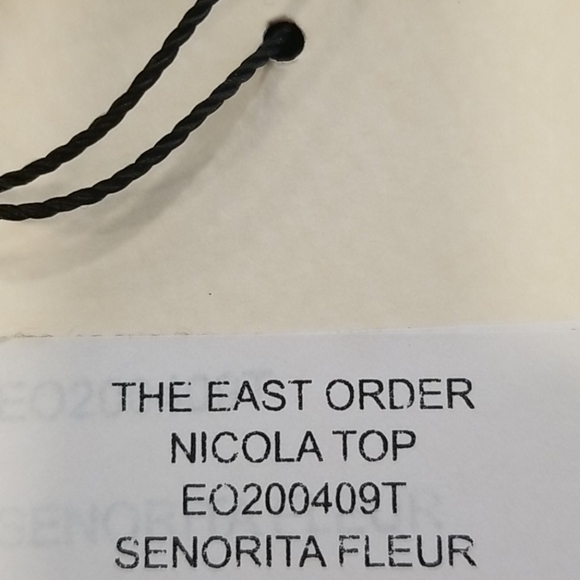 THE EAST ORDER
NICOLA TOP
EO200409T
SENORITA FLEUR